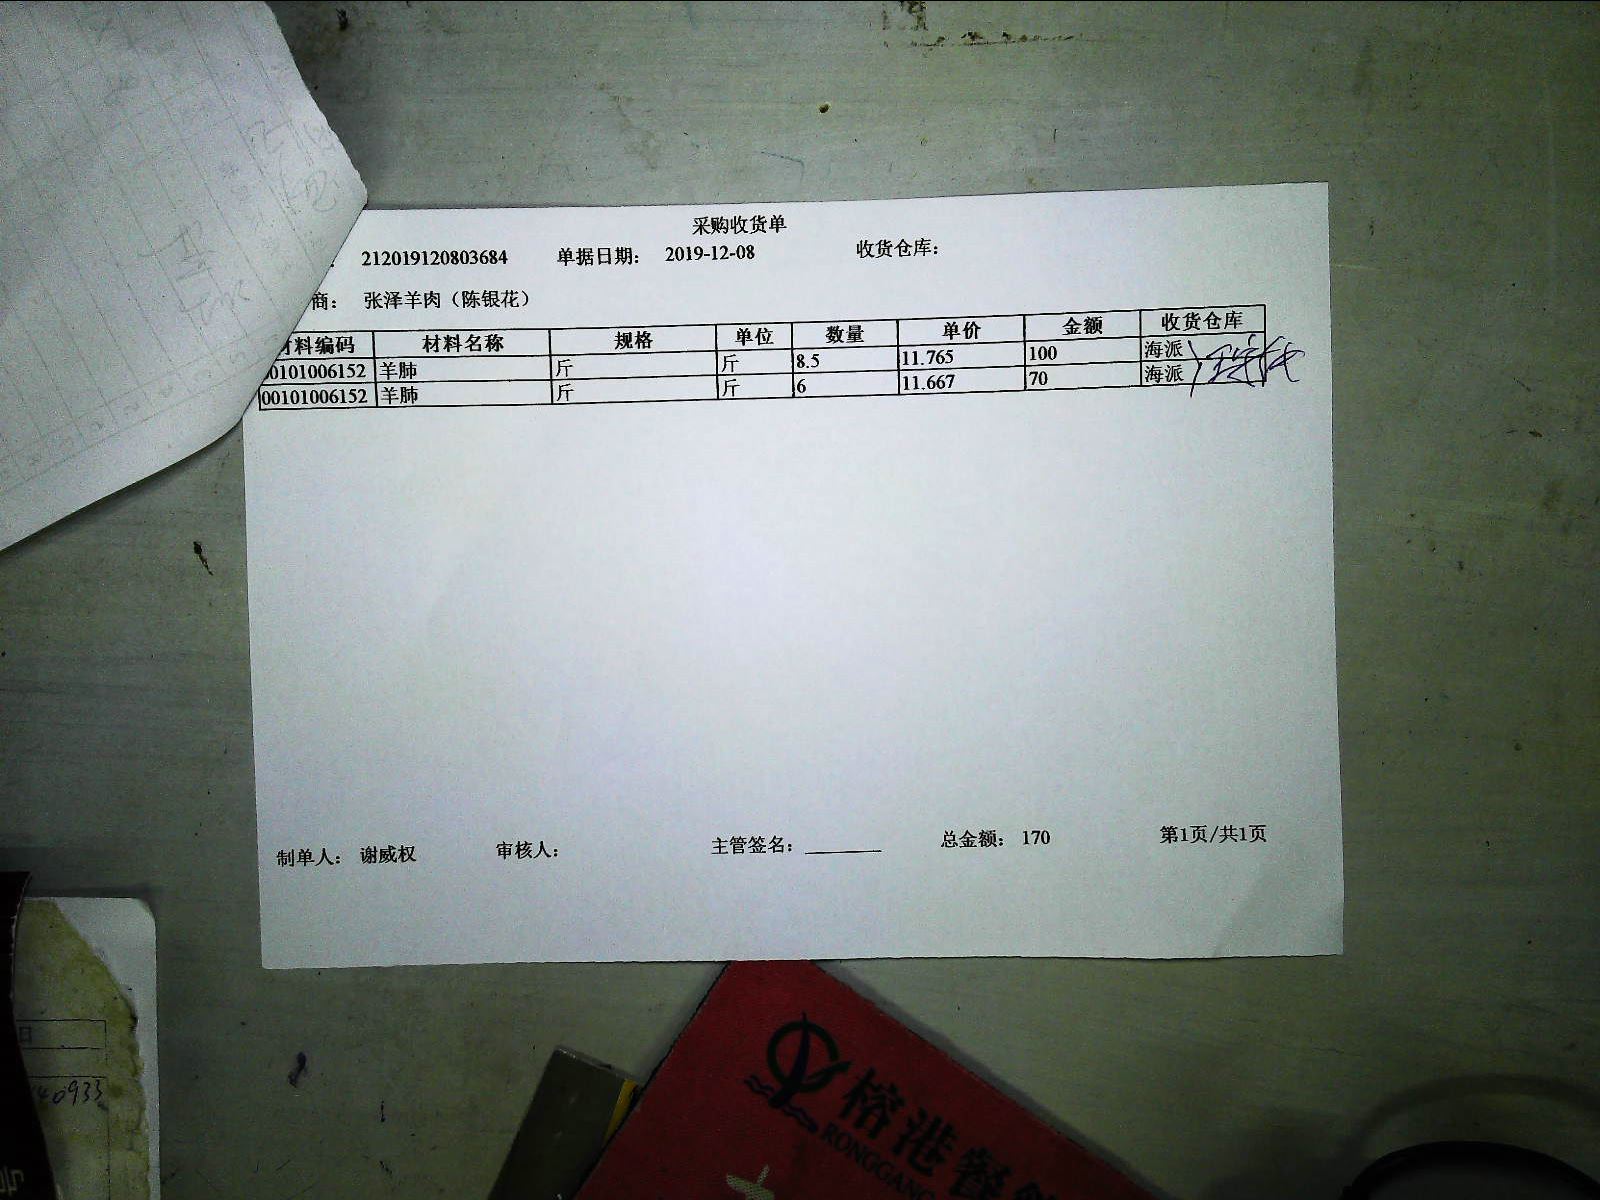 采购收货单
: 212019120803684 单据日期: 2019-12-08 收货仓库:
商: 张泽羊肉（陈银花）
材料编码 材料名称 规格 单位 数量 单价 金额 收货仓库
00101006152 羊肺 斤 斤 8.5 11.765 100 海派
00101006152 羊肺 斤 斤 6 11.667 70 海派
制单人: 谢威权 审核人: 主管签名: 总金额: 170 第1页/共1页
日
40933
榕港
RONGGANG